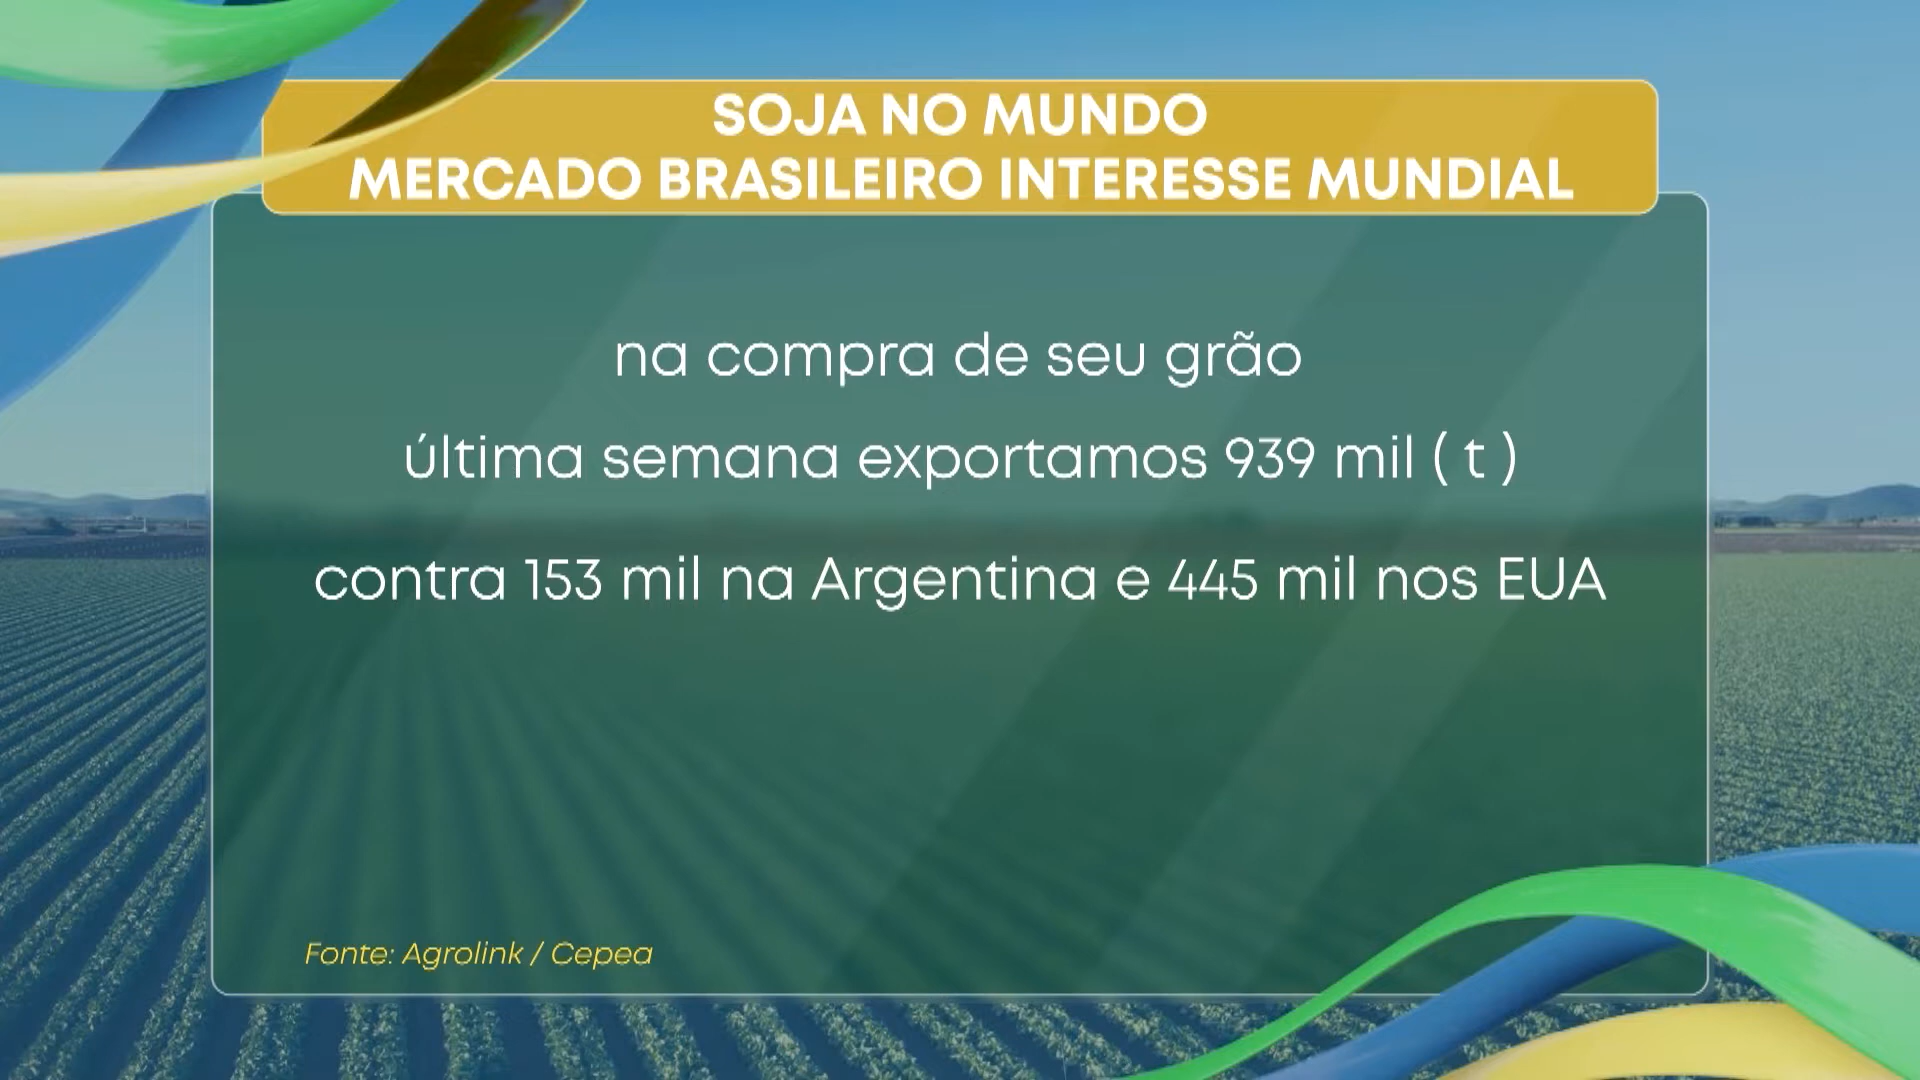 SOJA NO MUNDO
MERCADO BRASILEIRO INTERESSE MUNDIAL
na compra de seu grão
última semana exportamos 939 mil ( t )
contra 153 mil na Argentina e 445 mil nos EUA
Fonte: Agrolink / Cepea